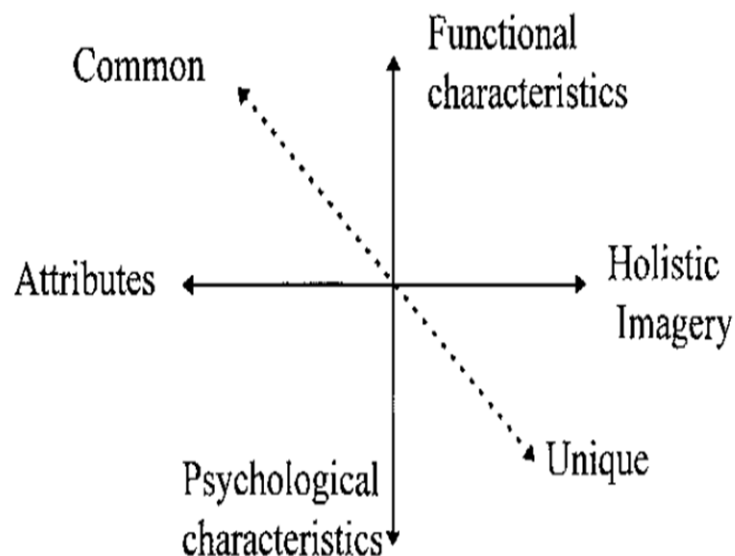 Functional
characteristics
Common
Attributes
Holistic
Imagery
Unique
Psychological
characteristics